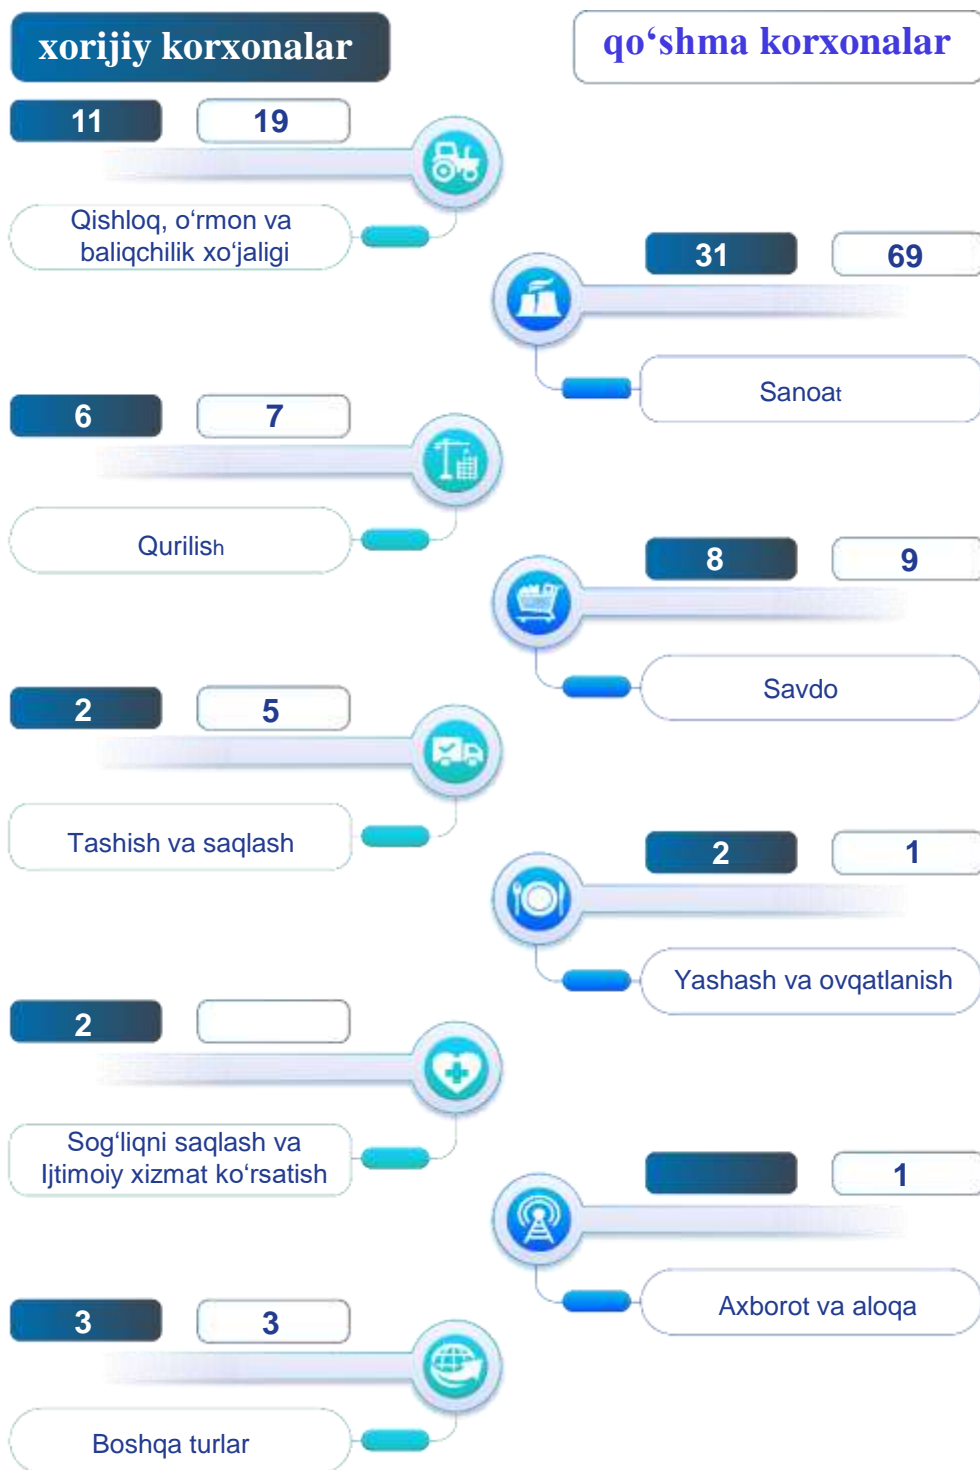 xorijiy korxonalar
qo‘shma korxonalar
11
19
Qishloq, o‘rmon va
baliqchilik xo‘jaligi
31
69
Sanoat
6
7
Qurilish
8
9
Savdo
2
5
Tashish va saqlash
2
1
Yashash va ovqatlanish
2
Sog‘liqni saqlash va
Ijtimoiy xizmat ko‘rsatish
1
Axborot va aloqa
3
3
Boshqa turlar